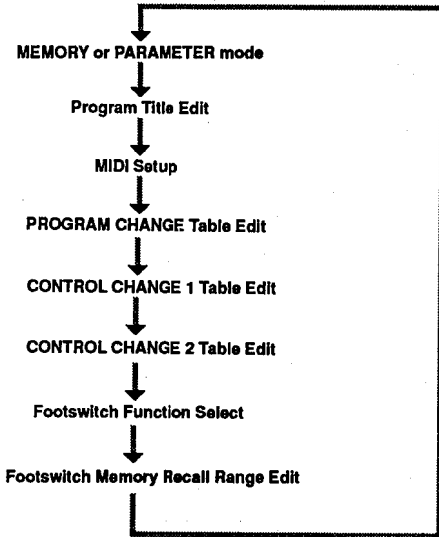 MEMORY or PARAMETER mode
Program Title Edit
MIDI Setup
PROGRAM CHANGE Table Edit
CONTROL CHANGE 1 Table Edit
CONTROL CHANGE 2 Table Edit
Footswitch Function Select
Footswitch Memory Recall Range Edit